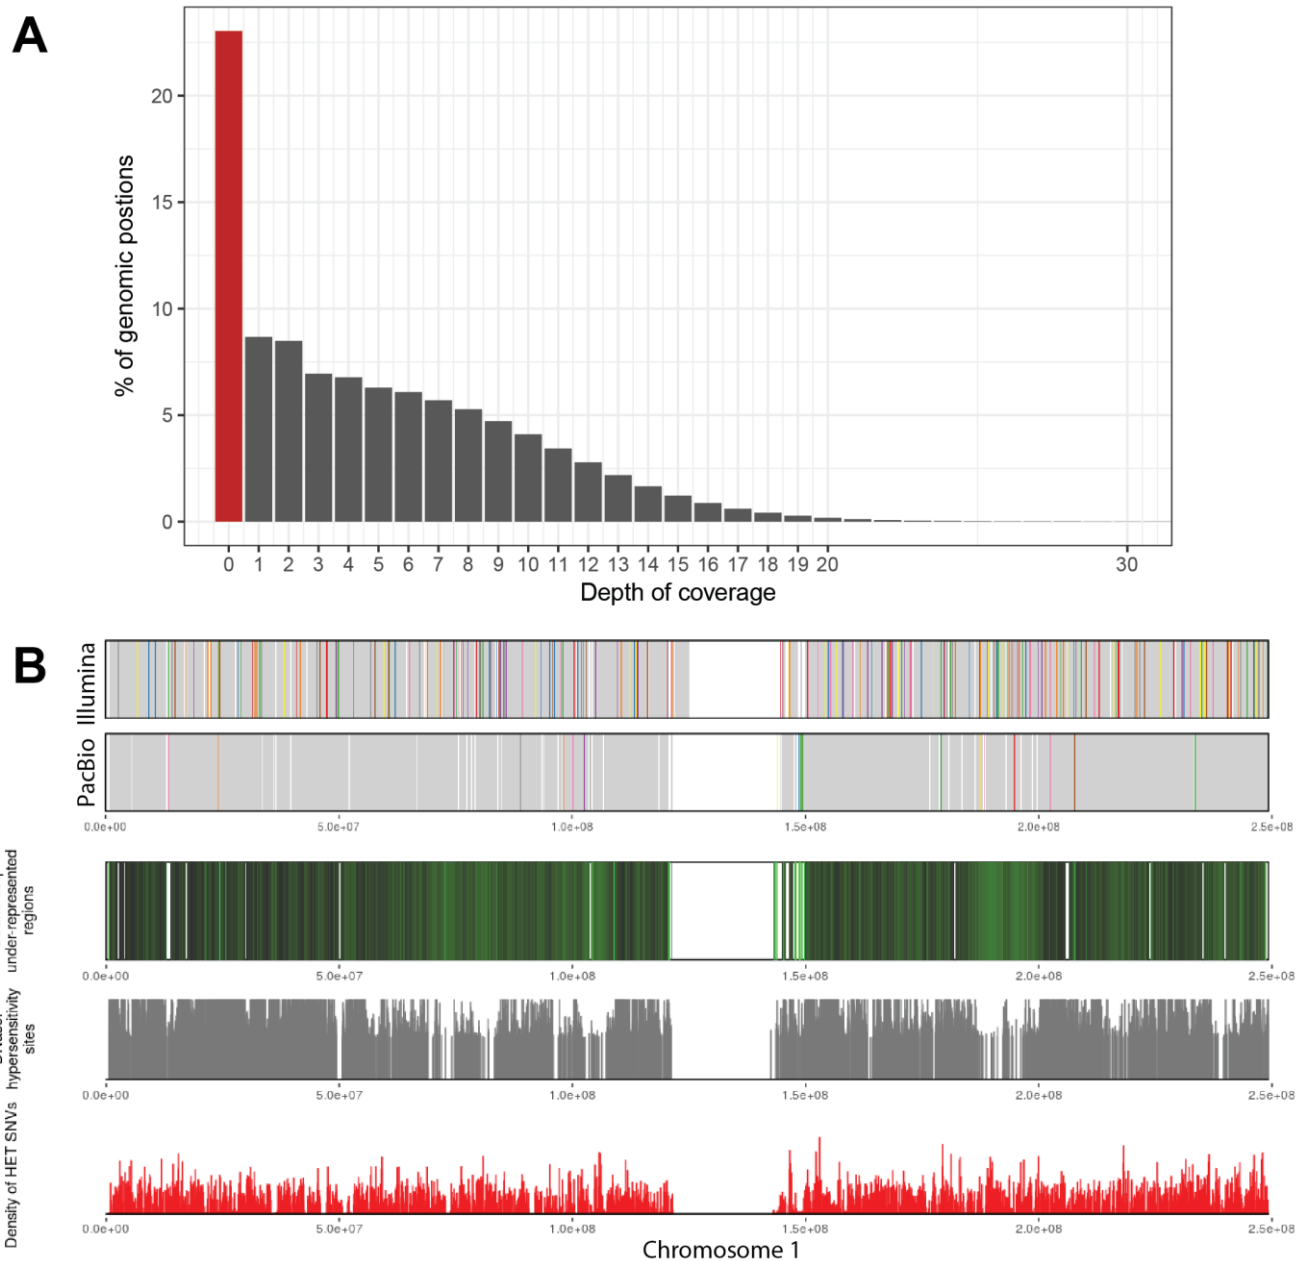 A
% of genomic postions
20
15
10
5
0
0 1 2 3 4 5 6 7 8 9 10 11 12 13 14 15 16 17 18 19 20 30
Depth of coverage
B
Illumina
PacBio
0.0e+00 5.0e+07 1.0e+08 1.5e+08 2.0e+08 2.5e+08
under-represented
regions
0.0e+00 5.0e+07 1.0e+08 1.5e+08 2.0e+08 2.5e+08
hypersensitivity
sites
0.0e+00 5.0e+07 1.0e+08 1.5e+08 2.0e+08 2.5e+08
Density of HET SNVs
0.0e+00 5.0e+07 1.0e+08 1.5e+08 2.0e+08 2.5e+08
Chromosome 1